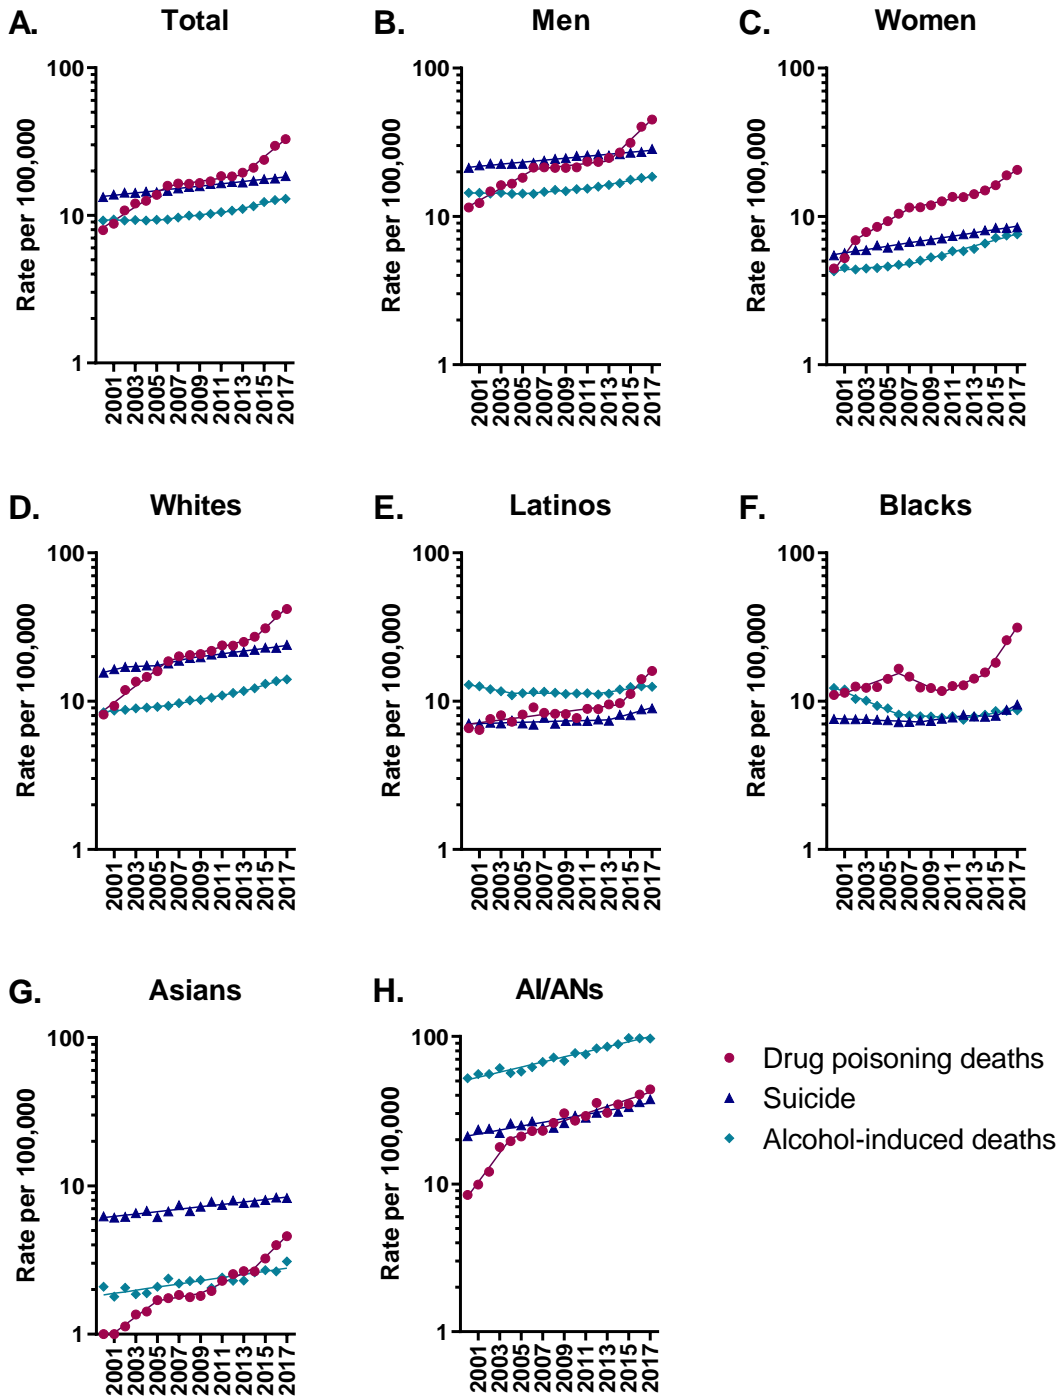 A. Total
B. Men
C. Women
Rate per 100,000
100
10
1
2001 2003 2005 2007 2009 2011 2013 2015 2017
Rate per 100,000
100
10
1
2001 2003 2005 2007 2009 2011 2013 2015 2017
Rate per 100,000
100
10
1
2001 2003 2005 2007 2009 2011 2013 2015 2017
D. Whites
E. Latinos
F. Blacks
Rate per 100,000
100
10
1
2001 2003 2005 2007 2009 2011 2013 2015 2017
Rate per 100,000
100
10
1
2001 2003 2005 2007 2009 2011 2013 2015 2017
Rate per 100,000
100
10
1
2001 2003 2005 2007 2009 2011 2013 2015 2017
G. Asians
H. AI/ANs
Rate per 100,000
100
10
1
2001 2003 2005 2007 2009 2011 2013 2015 2017
Rate per 100,000
100
10
1
2001 2003 2005 2007 2009 2011 2013 2015 2017
Drug poisoning deaths
Suicide
Alcohol-induced deaths